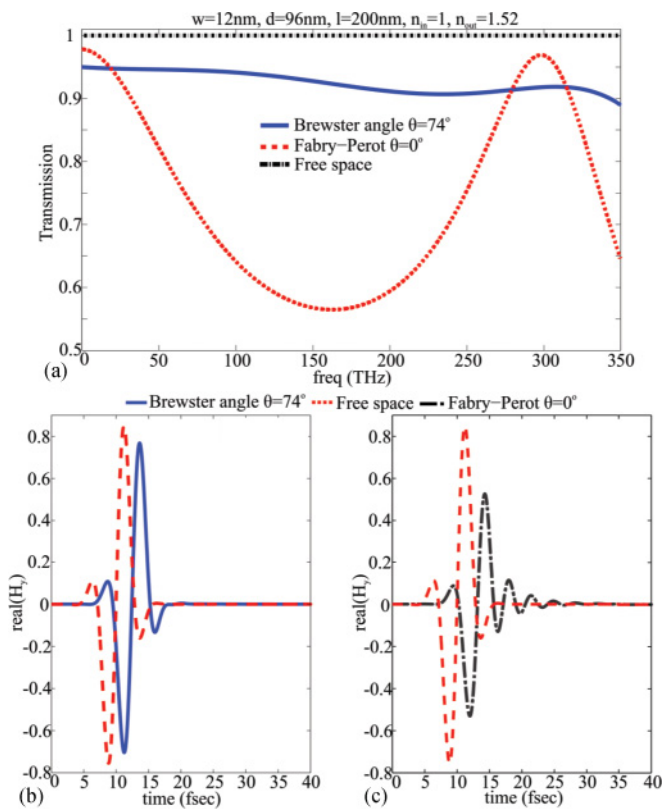 w=12nm, d=96nm, l=200nm, n_in=1, n_out=1.52
1
0.9
0.8
0.7
0.6
0.5
Transmission
Brewster angle θ=74°
Fabry-Perot θ=0°
Free space
0 50 100 150 200 250 300 350
(a) freq (THz)
Brewster angle θ=74° Free space Fabry-Perot θ=0°
0.8
0.6
0.4
0.2
0
-0.2
-0.4
-0.6
-0.8
real(Hy)
0 5 10 15 20 30 40
(b) time (fsec)
0.8
0.6
0.4
0.2
0
-0.2
-0.4
-0.6
-0.8
real(Hy)
0 5 10 15 20 25 30 35 40
(c) time (fsec)